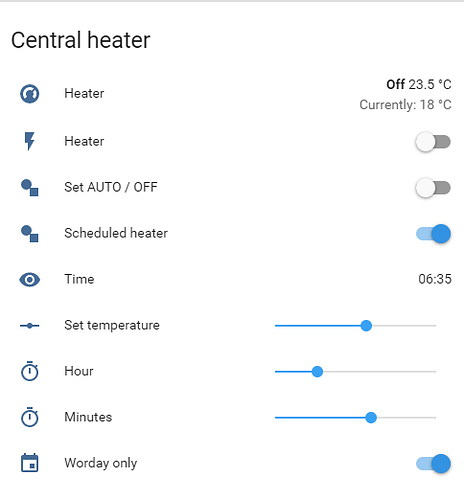 Central heater
Heater
Off 23.5 °C
Currently: 18 °C
Heater
Set AUTO / OFF
Scheduled heater
Time
06:35
Set temperature
Hour
Minutes
Worday only